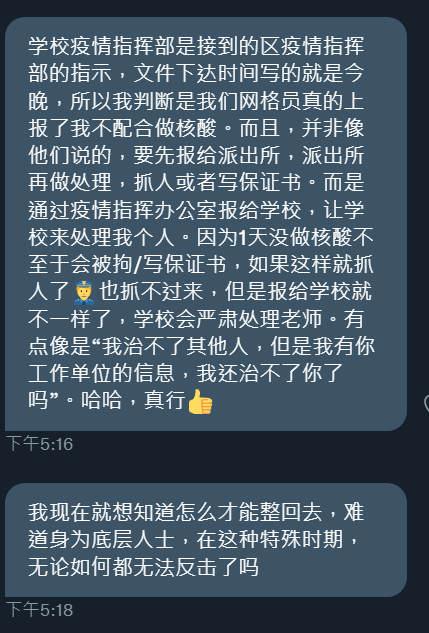 学校疫情指挥部是接到的区疫情指挥
部的指示，文件下达时间写的就是今
晚，所以我判断是我们网格员真的上
报了我不配合做核酸。而且，并非像
他们说的，要先报给派出所，派出所
再做处理，抓人或者写保证书。而是
通过疫情指挥办公室报给学校，让学
校来处理我个人。因为1天没做核酸不
至于会被拘/写保证书，如果这样就抓
人了👮也抓不过来，但是报给学校就
不一样了，学校会严肃处理老师。有
点像是“我治不了其他人，但是我有你
工作单位的信息，我还治不了你了
吗”。哈哈，真行👍
下午5:16
我现在就想知道怎么才能整回去，难
道身为底层人士，在这种特殊时期，
无论如何都无法反击了吗
下午5:18